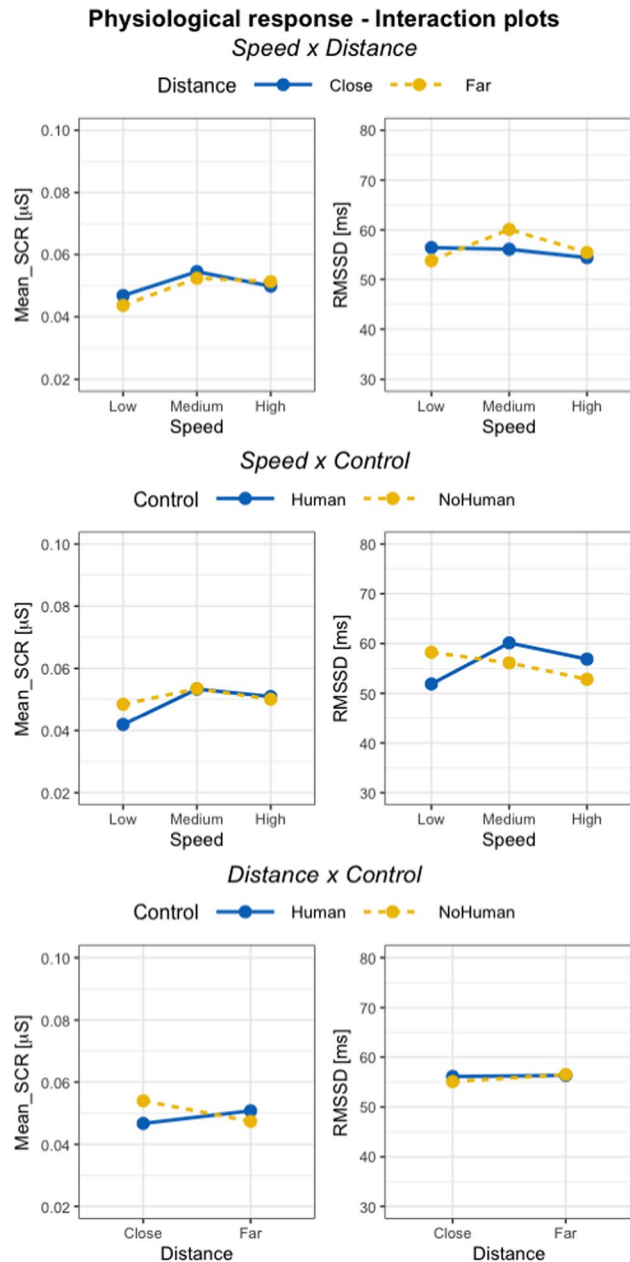 Physiological response - Interaction plots
Speed x Distance
Distance Close Far
0.10
0.06
0.04
0.02
Mean_SCR [µS]
Low Medium High
Speed
80
70
60
50
40
30
RMSSD [ms]
Low Medium High
Speed
Speed x Control
Control Human NoHuman
0.10
0.08
0.06
0.04
0.02
Mean_SCR [µS]
Low Medium High
Speed
80
70
60
50
40
30
RMSSD [ms]
Low Medium High
Speed
Distance x Control
Control Human NoHuman
0.10
0.08
0.06
0.04
0.02
Mean_SCR [µS]
Close Far
Distance
80
70
60
50
40
30
RMSSD [ms]
Close Far
Distance